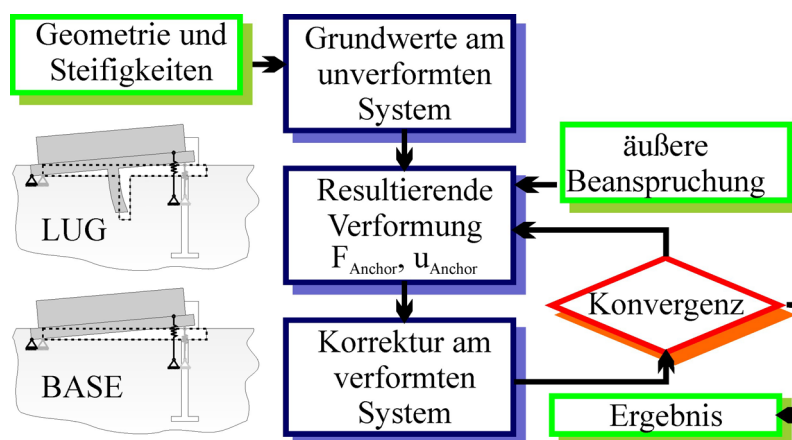 Geometrie und
Steifigkeiten
Grundwerte am
unverformten
System
äußere
Beanspruchung
Resultierende
Verformung
F_Anchor, u_Anchor
LUG
Konvergenz
Korrektur am
verformten
System
BASE
Ergebnis